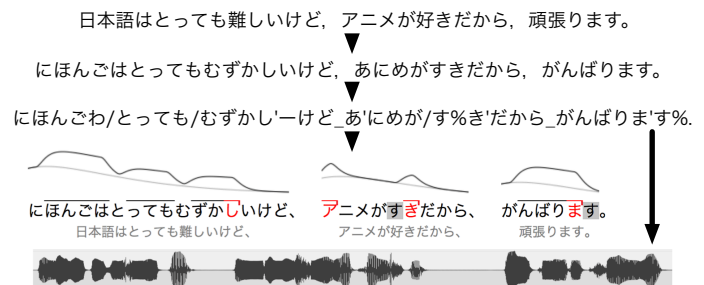 日本語はとっても難しいけど，アニメが好きだから，頑張ります。
にほんごはとってもむずかしいけど，あにめがすきだから，がんばります。
にほんごわ/とっても/むずかし'ーけど_あ'にめが/す%き'だから_がんばりま'す%.
にほんごはとってもむずかしいけど、 アニメがすきだから、 がんばります。
日本語はとっても難しいけど、 アニメが好きだから、 頑張ります。